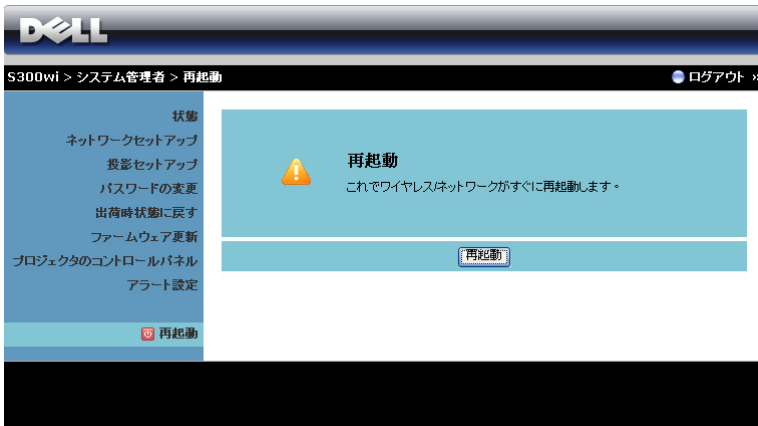 DELL
S300wi > システム管理者 > 再起動
ログアウト »
状態
ネットワークセットアップ
投影セットアップ
パスワードの変更
出荷時状態に戻す
ファームウェア更新
プロジェクタのコントロールパネル
アラート設定
再起動
再起動
これでワイヤレス/ネットワークがすぐに再起動します。
再起動